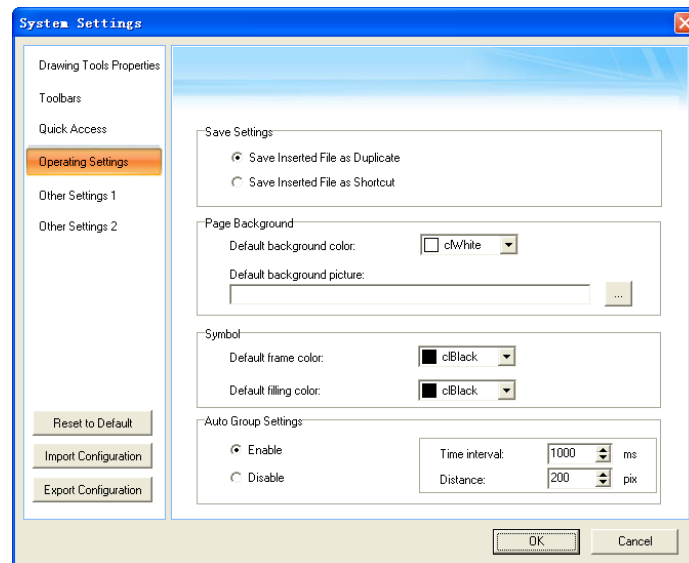 System Settings
Drawing Tools Properties
Toolbars
Quick Access
Operating Settings
Other Settings 1
Other Settings 2
Reset to Default
Import Configuration
Export Configuration
Save Settings
Save Inserted File as Duplicate
Save Inserted File as Shortcut
Page Background
Default background color: clWhite
Default background picture:
...
Symbol
Default frame color: clBlack
Default filling color: clBlack
Auto Group Settings
Enable
Disable
Time interval: 1000 ms
Distance: 200 pix
OK Cancel